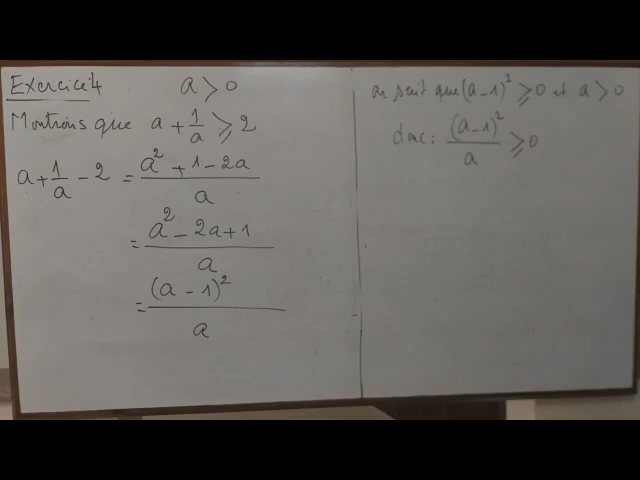 Exercice:4 a > 0
Montrons que a + 1/a ⩾ 2
a + 1/a - 2 = (a² + 1 - 2a)/a
= (a² - 2a + 1)/a
= (a - 1)²/a
on sait que (a - 1)² ⩾ 0 et a > 0
donc: (a - 1)²/a ⩾ 0